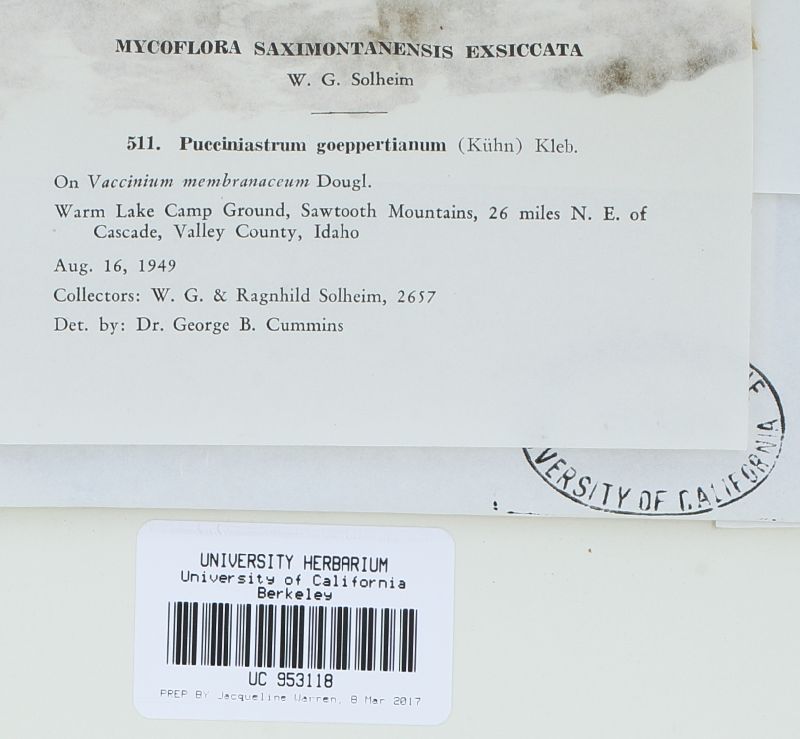 MYCOFLORA SAXIMONTANENSIS EXSICCATA
W. G. Solheim
511. Pucciniastrum goeppertianum (Kühn) Kleb.
On Vaccinium membranaceum Dougl.
Warm Lake Camp Ground, Sawtooth Mountains, 26 miles N. E. of
Cascade, Valley County, Idaho
Aug. 16, 1949
Collectors: W. G. & Ragnhild Solheim, 2657
Det. by: Dr. George B. Cummins
VERSITY OF CALIFORNIA
UNIVERSITY HERBARIUM
University of California
Berkeley
UC 953118
PREP BY Jacqueline Warren, 8 Mar 2017